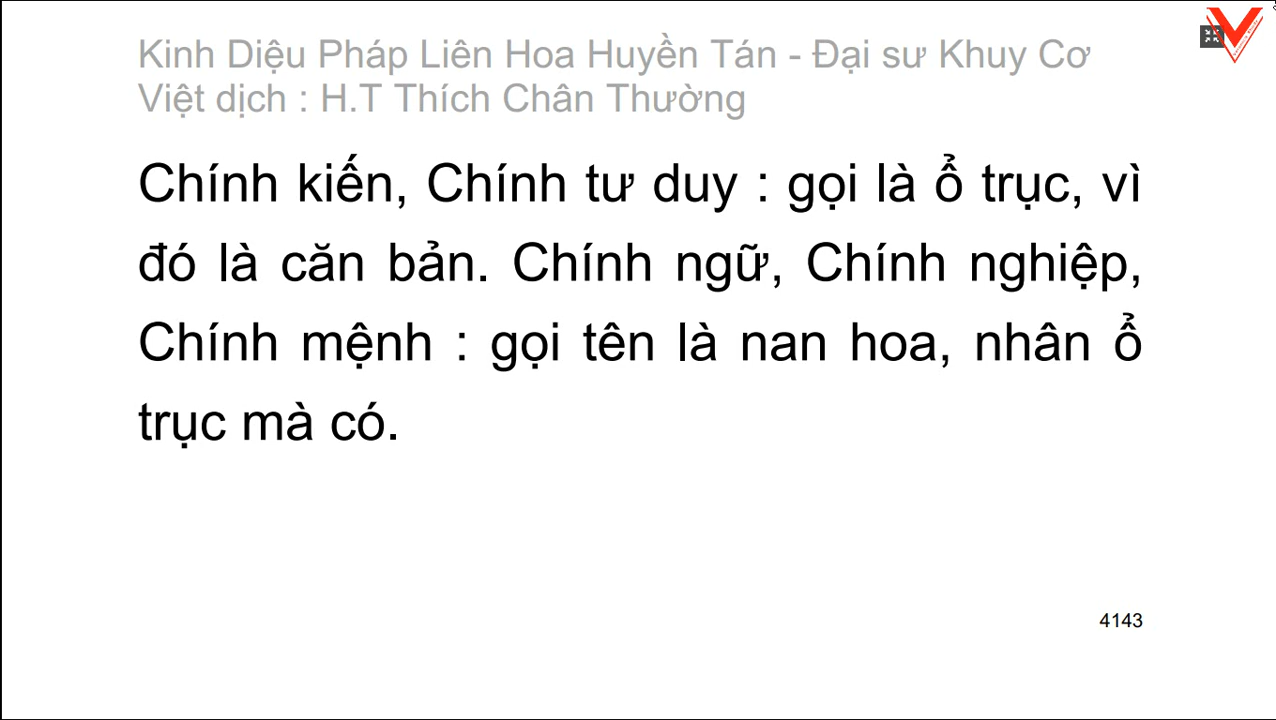 Kinh Diệu Pháp Liên Hoa Huyền Tán - Đại sư Khuy Cơ
Việt dịch : H.T Thích Chân Thường
Chính kiến, Chính tư duy : gọi là ổ trục, vì
đó là căn bản. Chính ngữ, Chính nghiệp,
Chính mệnh : gọi tên là nan hoa, nhân ổ
trục mà có.
4143